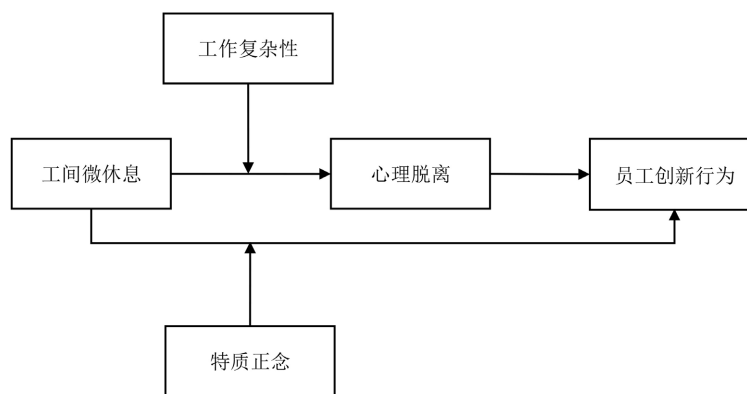 工作复杂性
工间微休息
心理脱离
员工创新行为
特质正念